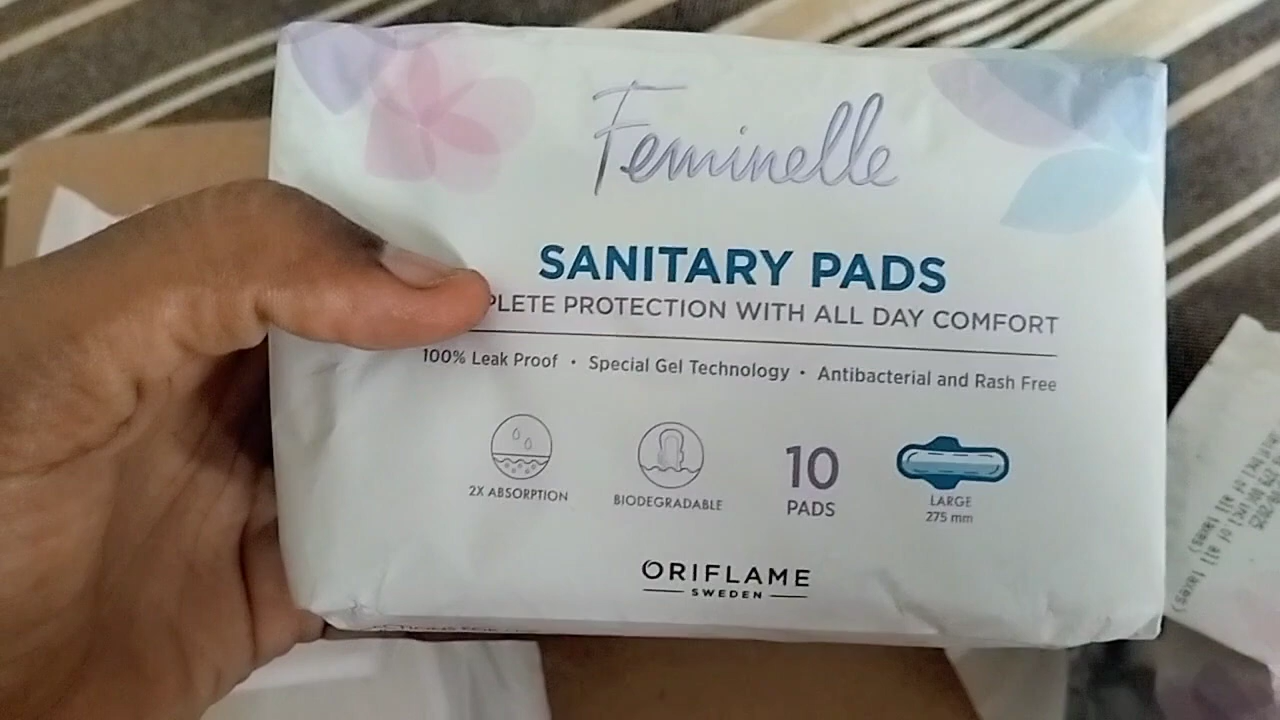 Feminelle
SANITARY PADS
PROTECTION WITH ALL DAY COMFORT
100% Leak Proof • Special Gel Technology • Antibacterial and Rash Free
2X ABSORPTION
BIODEGRADABLE
10
PADS
LARGE
275 mm
ORIFLAME
SWEDEN